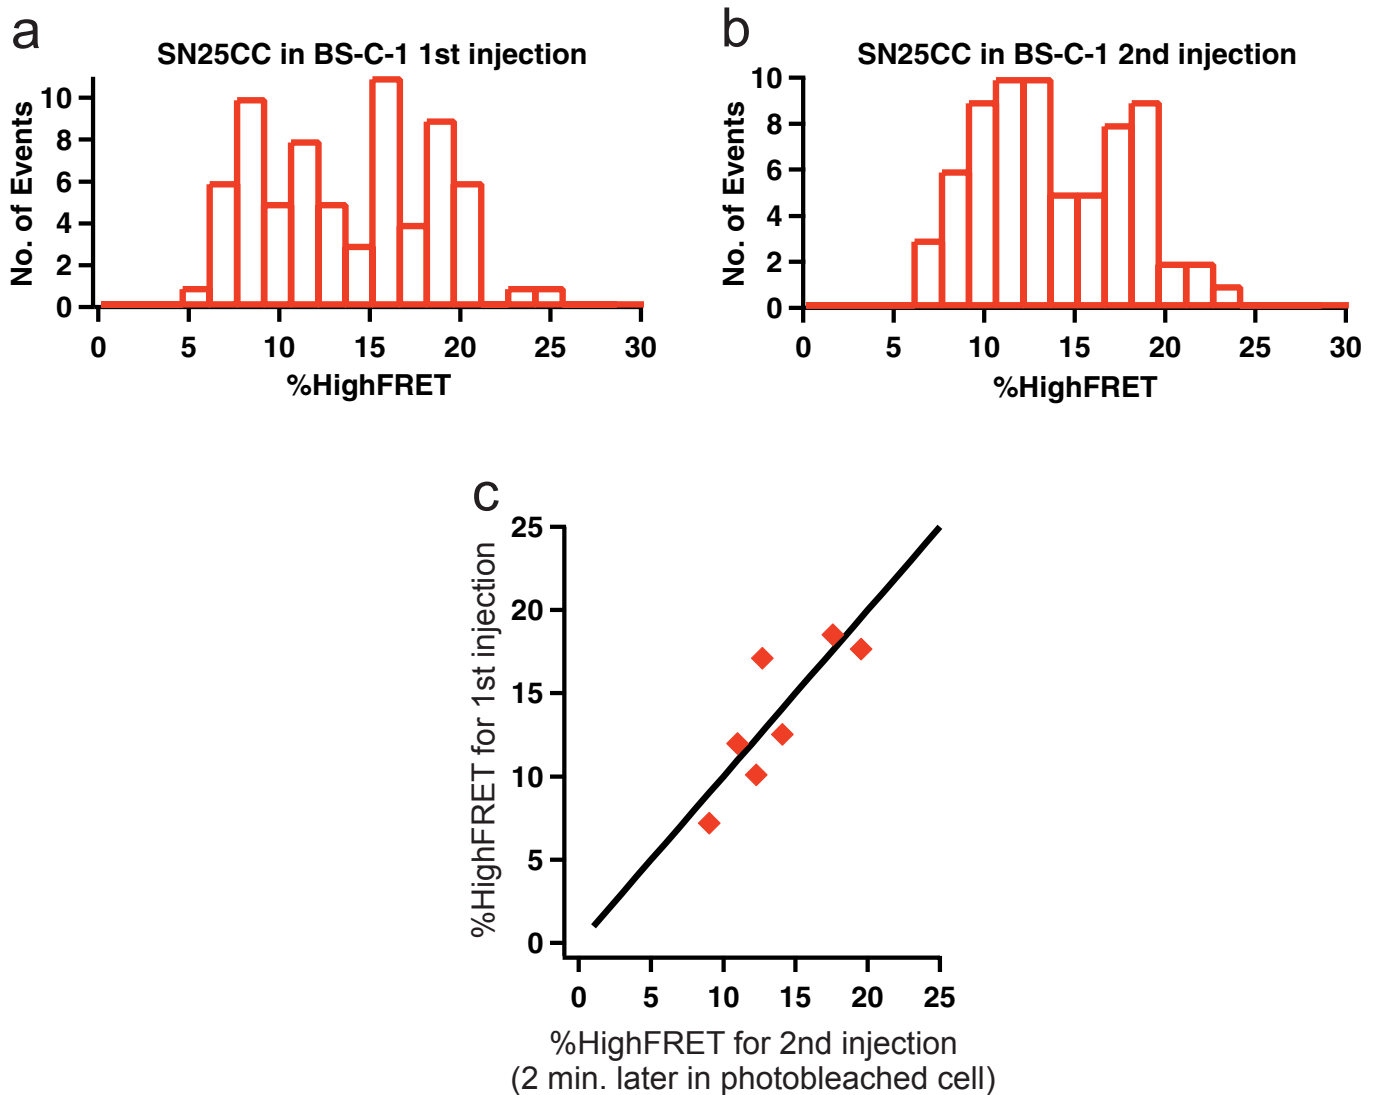 a
SN25CC in BS-C-1 1st injection
No. of Events
10
8
6
4
2
0
0 5 10 15 20 25 30
%HighFRET
b
SN25CC in BS-C-1 2nd injection
No. of Events
10
8
6
4
2
0
0 5 10 15 20 25 30
%HighFRET
c
%HighFRET for 1st injection
25
20
15
10
5
0
0 5 10 15 20 25
%HighFRET for 2nd injection
(2 min. later in photobleached cell)